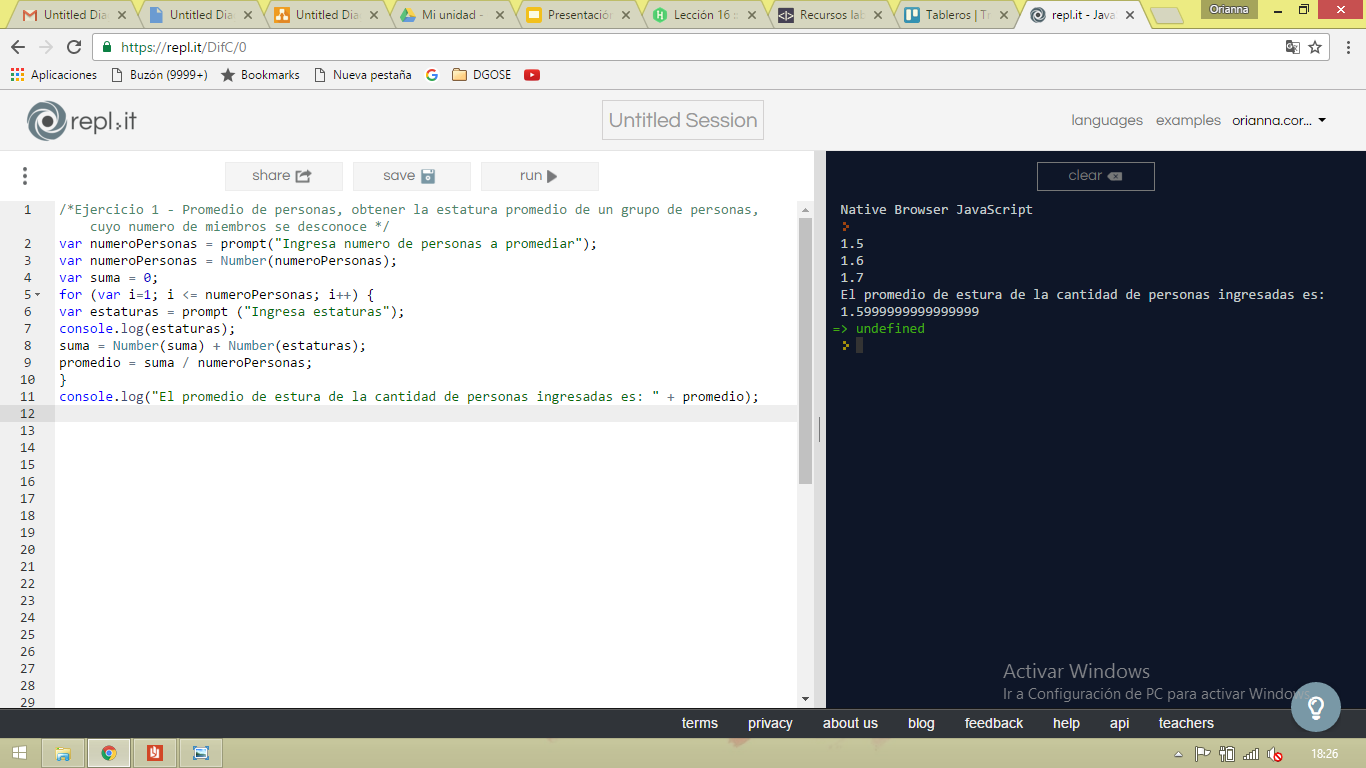 Untitled Dia
Untitled Dia
Untitled Dia
Mi unidad -
Presentación
Lección 16 :
Recursos lab
Tableros | Tr
repl.it - Java
Orianna
https://repl.it/DifC/0
Aplicaciones
Buzón (9999+)
Bookmarks
Nueva pestaña
DGOSE
repl.it
Untitled Session
languages
examples
orianna.cor...
share
save
run
clear
1 /*Ejercicio 1 - Promedio de personas, obtener la estatura promedio de un grupo de personas,
cuyo numero de miembros se desconoce */
2 var numeroPersonas = prompt("Ingresa numero de personas a promediar");
3 var numeroPersonas = Number(numeroPersonas);
4 var suma = 0;
5 for (var i=1; i <= numeroPersonas; i++) {
6 var estaturas = prompt ("Ingresa estaturas");
7 console.log(estaturas);
8 suma = Number(suma) + Number(estaturas);
9 promedio = suma / numeroPersonas;
10 }
11 console.log("El promedio de estura de la cantidad de personas ingresadas es: " + promedio);
12
13
14
15
16
17
18
19
20
21
22
23
24
25
26
27
28
29
Native Browser JavaScript
1.5
1.6
1.7
El promedio de estura de la cantidad de personas ingresadas es:
1.5999999999999999
=> undefined
Activar Windows
Ir a Configuración de PC para activar Windows.
terms
privacy
about us
blog
feedback
help
api
teachers
18:26